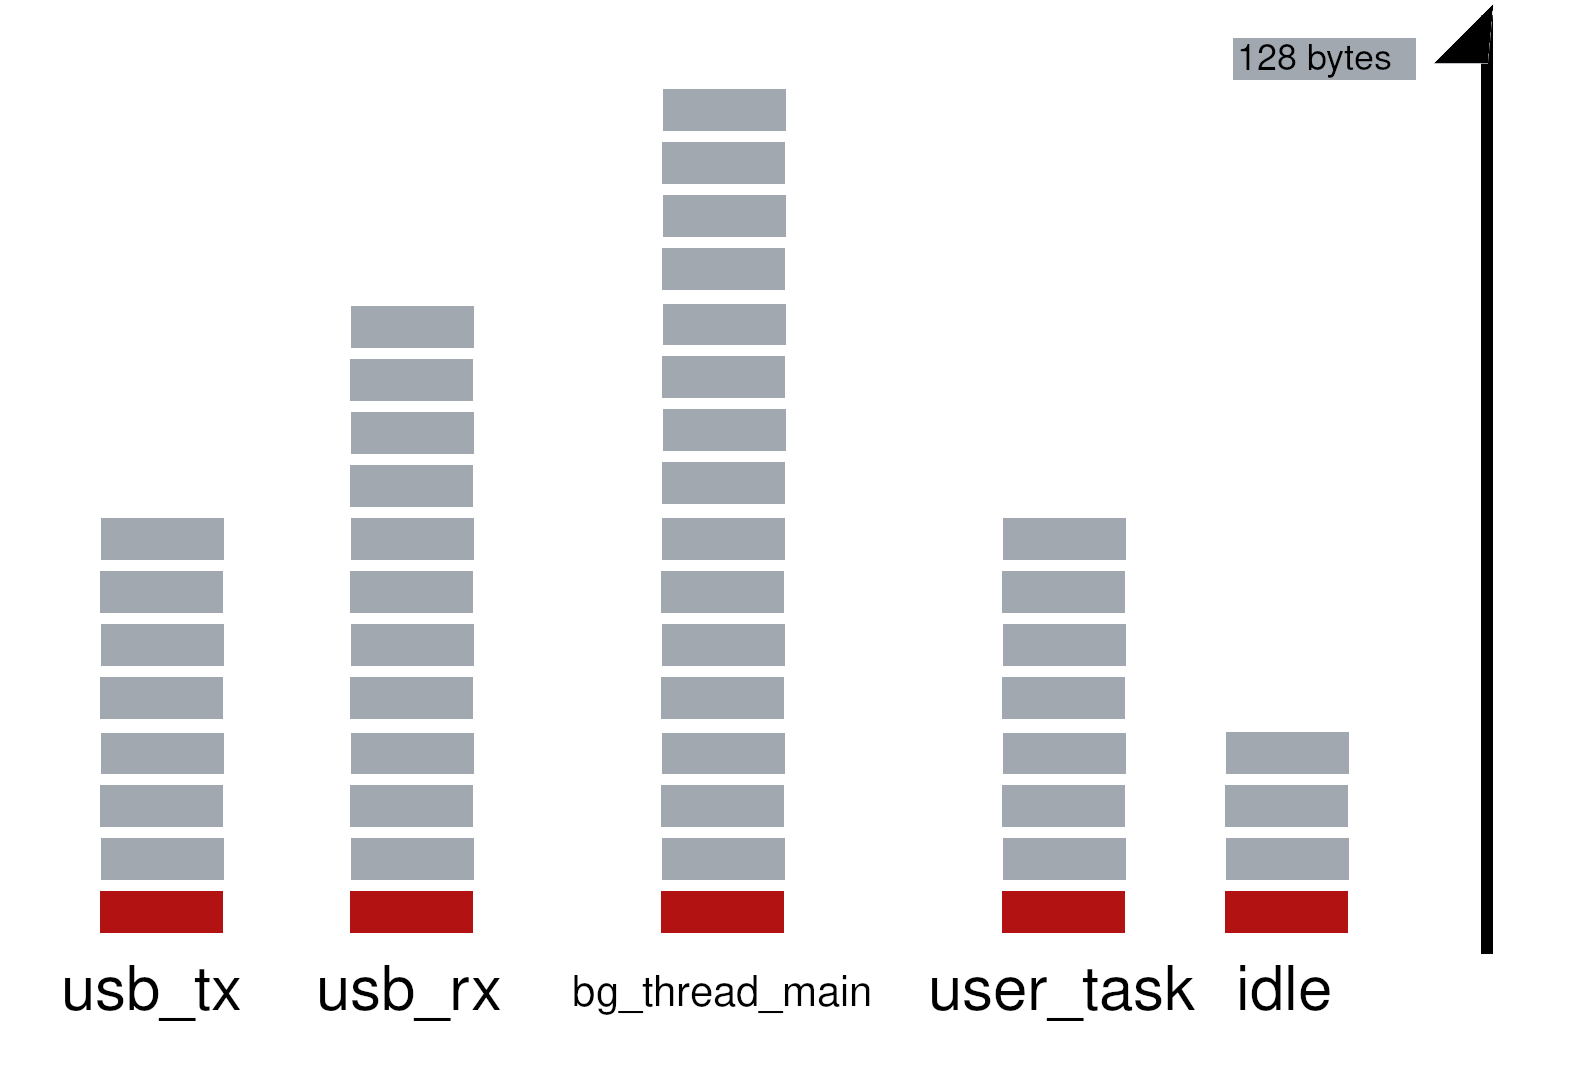 128 bytes
usb_tx
usb_rx
bg_thread_main
user_task
idle